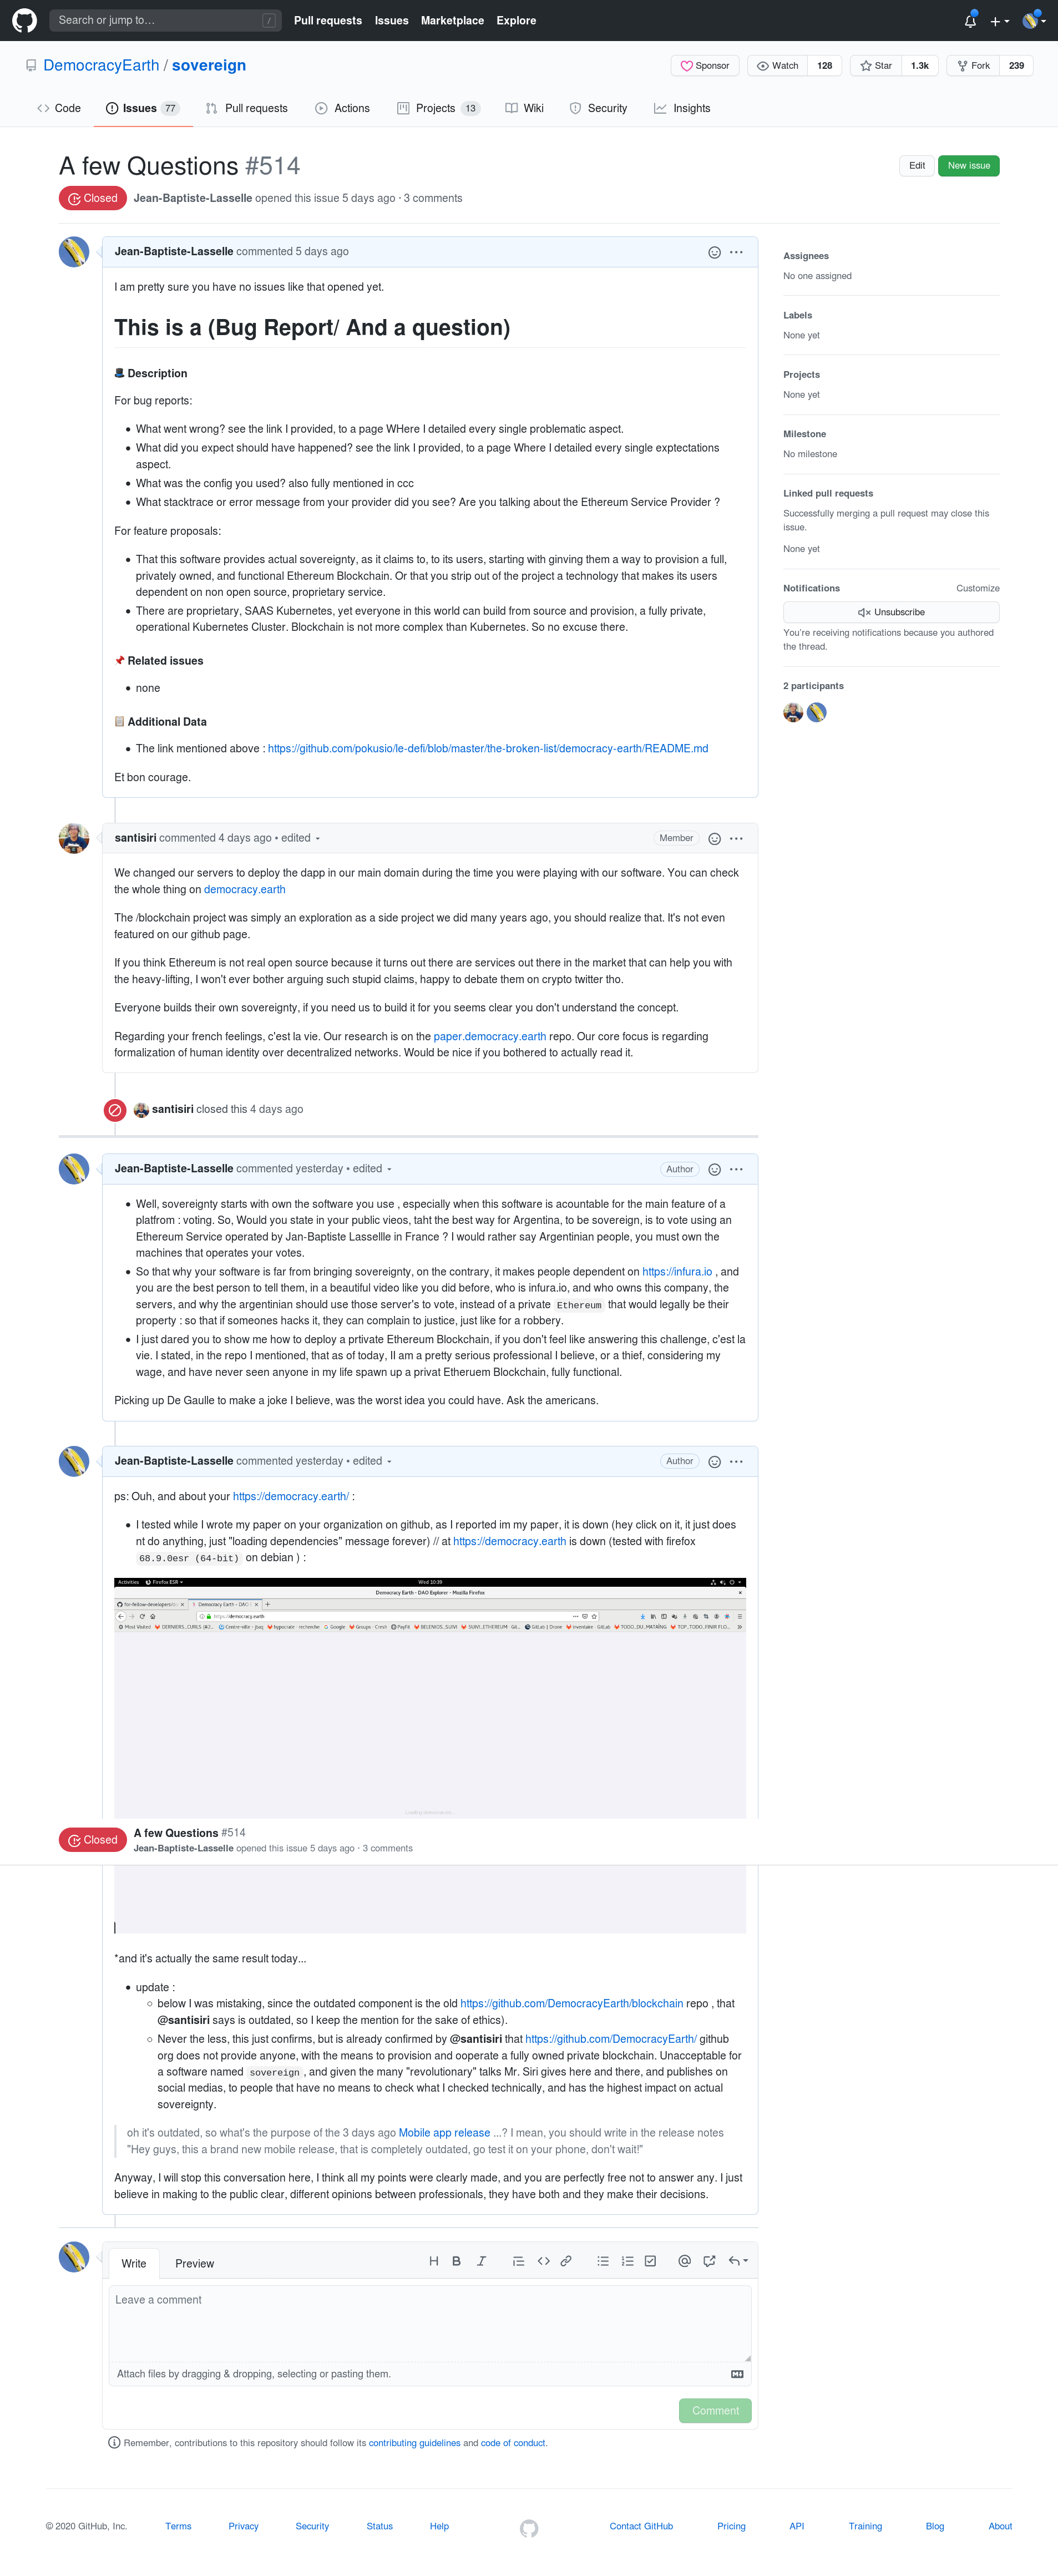 Search or jump to…
/
Pull requests Issues Marketplace Explore
DemocracyEarth / sovereign
Sponsor
Watch 128
Star 1.3k
Fork 239
Code
Issues 77
Pull requests
Actions
Projects 13
Wiki
Security
Insights
A few Questions #514
Edit
New issue
Closed
Jean-Baptiste-Lasselle opened this issue 5 days ago · 3 comments
Jean-Baptiste-Lasselle commented 5 days ago
I am pretty sure you have no issues like that opened yet.
This is a (Bug Report/ And a question)
Description
For bug reports:
What went wrong? see the link I provided, to a page WHere I detailed every single problematic aspect.
What did you expect should have happened? see the link I provided, to a page Where I detailed every single exptectations
aspect.
What was the config you used? also fully mentioned in ccc
What stacktrace or error message from your provider did you see? Are you talking about the Ethereum Service Provider ?
For feature proposals:
That this software provides actual sovereignty, as it claims to, to its users, starting with ginving them a way to provision a full,
privately owned, and functional Ethereum Blockchain. Or that you strip out of the project a technology that makes its users
dependent on non open source, proprietary service.
There are proprietary, SAAS Kubernetes, yet everyone in this world can build from source and provision, a fully private,
operational Kubernetes Cluster. Blockchain is not more complex than Kubernetes. So no excuse there.
Related issues
none
Additional Data
The link mentioned above : https://github.com/pokusio/le-defi/blob/master/the-broken-list/democracy-earth/README.md
Et bon courage.
Assignees
No one assigned
Labels
None yet
Projects
None yet
Milestone
No milestone
Linked pull requests
Successfully merging a pull request may close this
issue.
None yet
Notifications Customize
Unsubscribe
You're receiving notifications because you authored
the thread.
2 participants
santisiri commented 4 days ago • edited
Member
We changed our servers to deploy the dapp in our main domain during the time you were playing with our software. You can check
the whole thing on democracy.earth
The /blockchain project was simply an exploration as a side project we did many years ago, you should realize that. It's not even
featured on our github page.
If you think Ethereum is not real open source because it turns out there are services out there in the market that can help you with
the heavy-lifting, I won't ever bother arguing such stupid claims, happy to debate them on crypto twitter tho.
Everyone builds their own sovereignty, if you need us to build it for you seems clear you don't understand the concept.
Regarding your french feelings, c'est la vie. Our research is on the paper.democracy.earth repo. Our core focus is regarding
formalization of human identity over decentralized networks. Would be nice if you bothered to actually read it.
santisiri closed this 4 days ago
Jean-Baptiste-Lasselle commented yesterday • edited
Author
Well, sovereignty starts with own the software you use , especially when this software is acountable for the main feature of a
platfrom : voting. So, Would you state in your public vieos, taht the best way for Argentina, to be sovereign, is to vote using an
Ethereum Service operated by Jan-Baptiste Lassellle in France ? I would rather say Argentinian people, you must own the
machines that operates your votes.
So that why your software is far from bringing sovereignty, on the contrary, it makes people dependent on https://infura.io , and
you are the best person to tell them, in a beautiful video like you did before, who is infura.io, and who owns this company, the
servers, and why the argentinian should use those server's to vote, instead of a private Ethereum that would legally be their
property : so that if someones hacks it, they can complain to justice, just like for a robbery.
I just dared you to show me how to deploy a prtivate Ethereum Blockchain, if you don't feel like answering this challenge, c'est la
vie. I stated, in the repo I mentioned, that as of today, II am a pretty serious professional I believe, or a thief, considering my
wage, and have never seen anyone in my life spawn up a privat Etheruem Blockchain, fully functional.
Picking up De Gaulle to make a joke I believe, was the worst idea you could have. Ask the americans.
Jean-Baptiste-Lasselle commented yesterday • edited
Author
ps: Ouh, and about your https://democracy.earth/ :
I tested while I wrote my paper on your organization on github, as I reported im my paper, it is down (hey click on it, it just does
nt do anything, just "loading dependencies" message forever) // at https://democracy.earth is down (tested with firefox
68.9.0esr (64-bit) on debian ) :
Activities Firefox ESR Wed 10:39
Democracy Earth - DAO Explorer - Mozilla Firefox
https://democracy.earth
Closed
A few Questions #514
Jean-Baptiste-Lasselle opened this issue 5 days ago · 3 comments
*and it's actually the same result today...
update :
below I was mistaking, since the outdated component is the old https://github.com/DemocracyEarth/blockchain repo , that
@santisiri says is outdated, so I keep the mention for the sake of ethics).
Never the less, this just confirms, but is already confirmed by @santisiri that https://github.com/DemocracyEarth/ github
org does not provide anyone, with the means to provision and ooperate a fully owned private blockchain. Unacceptable for
a software named sovereign , and given the many "revolutionary" talks Mr. Siri gives here and there, and publishes on
social medias, to people that have no means to check what I checked technically, and has the highest impact on actual
sovereignty.
oh it's outdated, so what's the purpose of the 3 days ago Mobile app release ...? I mean, you should write in the release notes
"Hey guys, this a brand new mobile release, that is completely outdated, go test it on your phone, don't wait!"
Anyway, I will stop this conversation here, I think all my points were clearly made, and you are perfectly free not to answer any. I just
believe in making to the public clear, different opinions between professionals, they have both and they make their decisions.
Write Preview
Leave a comment
Attach files by dragging & dropping, selecting or pasting them.
Comment
Remember, contributions to this repository should follow its contributing guidelines and code of conduct.
© 2020 GitHub, Inc. Terms Privacy Security Status Help Contact GitHub Pricing API Training Blog About